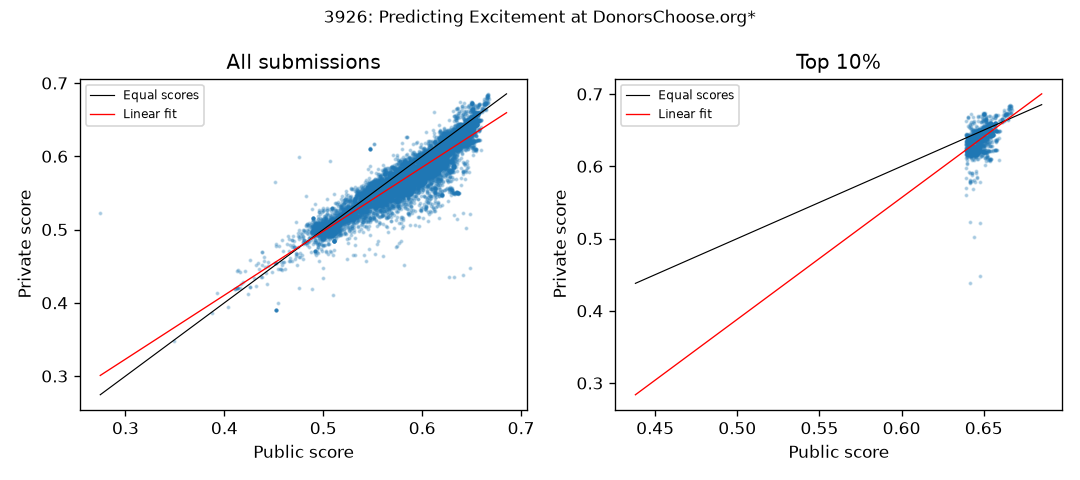 3926: Predicting Excitement at DonorsChoose.org*
All submissions
Equal scores
Linear fit
0.7
0.6
0.5
0.4
0.3
Private score
0.3 0.4 0.5 0.6 0.7
Public score
Top 10%
Equal scores
Linear fit
0.7
0.6
0.5
0.4
0.3
Private score
0.45 0.50 0.55 0.60 0.65
Public score